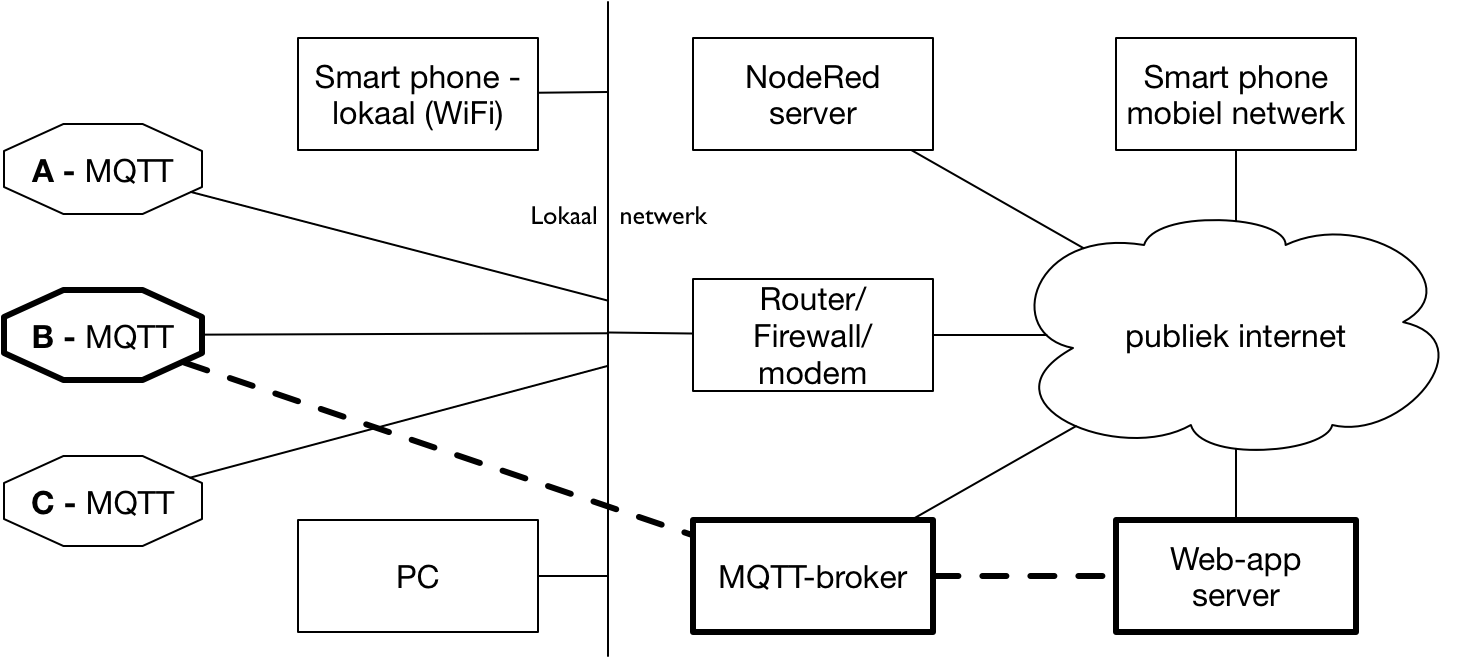 Smart phone -
lokaal (WiFi)
NodeRed
server
Smart phone
mobiel netwerk
A - MQTT
Lokaal netwerk
B - MQTT
Router/
Firewall/
modem
publiek internet
C - MQTT
PC
MQTT-broker
Web-app
server